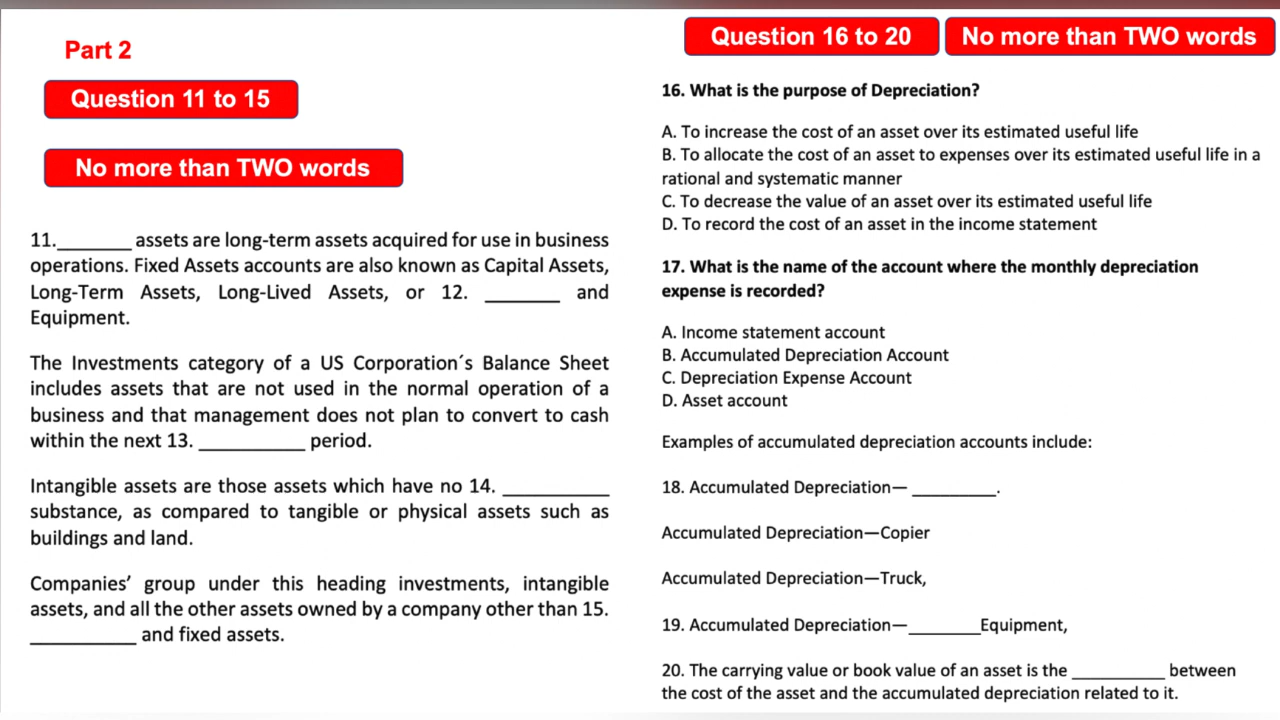 Part 2
Question 11 to 15
No more than TWO words
11.________ assets are long-term assets acquired for use in business
operations. Fixed Assets accounts are also known as Capital Assets,
Long-Term Assets, Long-Lived Assets, or 12. ________ and
Equipment.
The Investments category of a US Corporation´s Balance Sheet
includes assets that are not used in the normal operation of a
business and that management does not plan to convert to cash
within the next 13. ___________ period.
Intangible assets are those assets which have no 14. ___________
substance, as compared to tangible or physical assets such as
buildings and land.
Companies’ group under this heading investments, intangible
assets, and all the other assets owned by a company other than 15.
___________ and fixed assets.
Question 16 to 20
No more than TWO words
16. What is the purpose of Depreciation?
A. To increase the cost of an asset over its estimated useful life
B. To allocate the cost of an asset to expenses over its estimated useful life in a
rational and systematic manner
C. To decrease the value of an asset over its estimated useful life
D. To record the cost of an asset in the income statement
17. What is the name of the account where the monthly depreciation
expense is recorded?
A. Income statement account
B. Accumulated Depreciation Account
C. Depreciation Expense Account
D. Asset account
Examples of accumulated depreciation accounts include:
18. Accumulated Depreciation— _________.
Accumulated Depreciation—Copier
Accumulated Depreciation—Truck,
19. Accumulated Depreciation—________Equipment,
20. The carrying value or book value of an asset is the __________ between
the cost of the asset and the accumulated depreciation related to it.